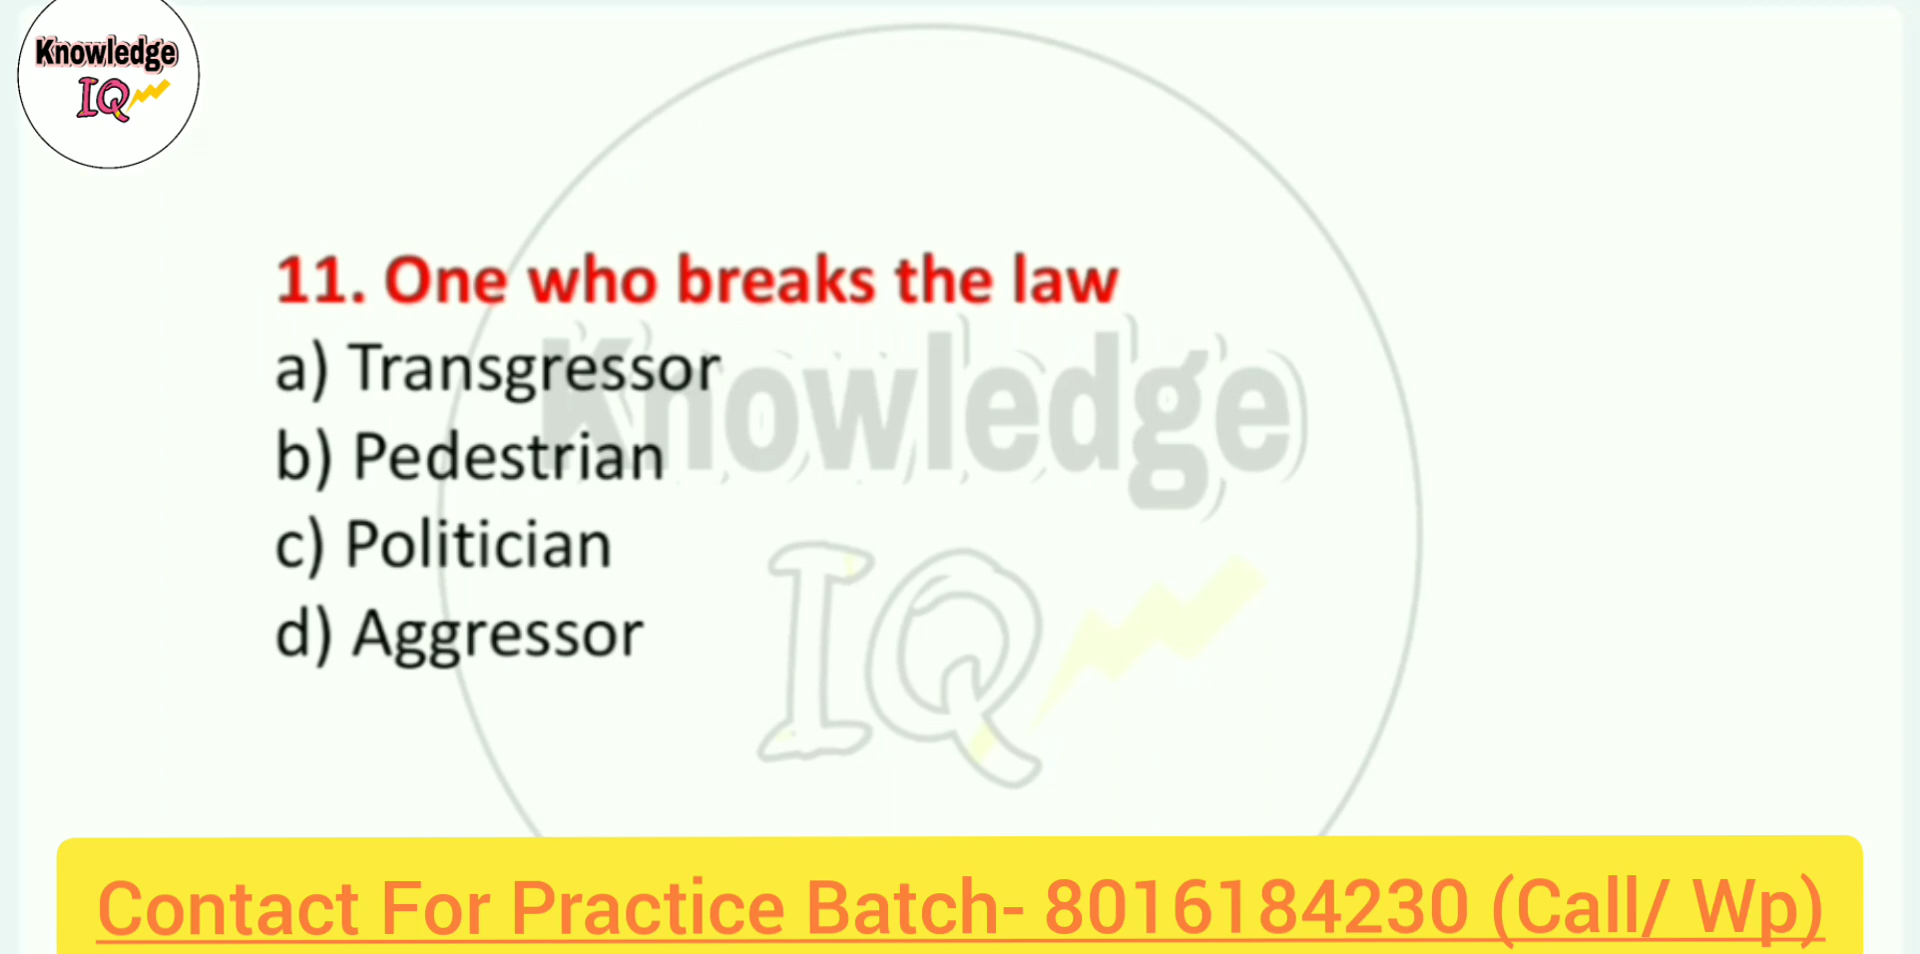 Knowledge
IQ
11. One who breaks the law
a) Transgressor
b) Pedestrian
c) Politician
d) Aggressor
Knowledge
IQ
Contact For Practice Batch- 8016184230 (Call/ Wp)